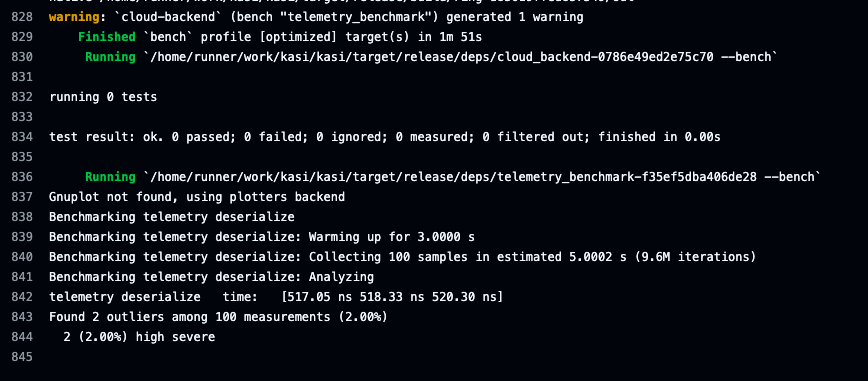 828 warning: `cloud-backend` (bench "telemetry_benchmark") generated 1 warning
829 Finished `bench` profile [optimized] target(s) in 1m 51s
830 Running `/home/runner/work/kasi/kasi/target/release/deps/cloud_backend-0786e49ed2e75c70 --bench`
831
832 running 0 tests
833
834 test result: ok. 0 passed; 0 failed; 0 ignored; 0 measured; 0 filtered out; finished in 0.00s
835
836 Running `/home/runner/work/kasi/kasi/target/release/deps/telemetry_benchmark-f35ef5dba406de28 --bench`
837 Gnuplot not found, using plotters backend
838 Benchmarking telemetry deserialize
839 Benchmarking telemetry deserialize: Warming up for 3.0000 s
840 Benchmarking telemetry deserialize: Collecting 100 samples in estimated 5.0002 s (9.6M iterations)
841 Benchmarking telemetry deserialize: Analyzing
842 telemetry deserialize   time:   [517.05 ns 518.33 ns 520.30 ns]
843 Found 2 outliers among 100 measurements (2.00%)
844   2 (2.00%) high severe
845